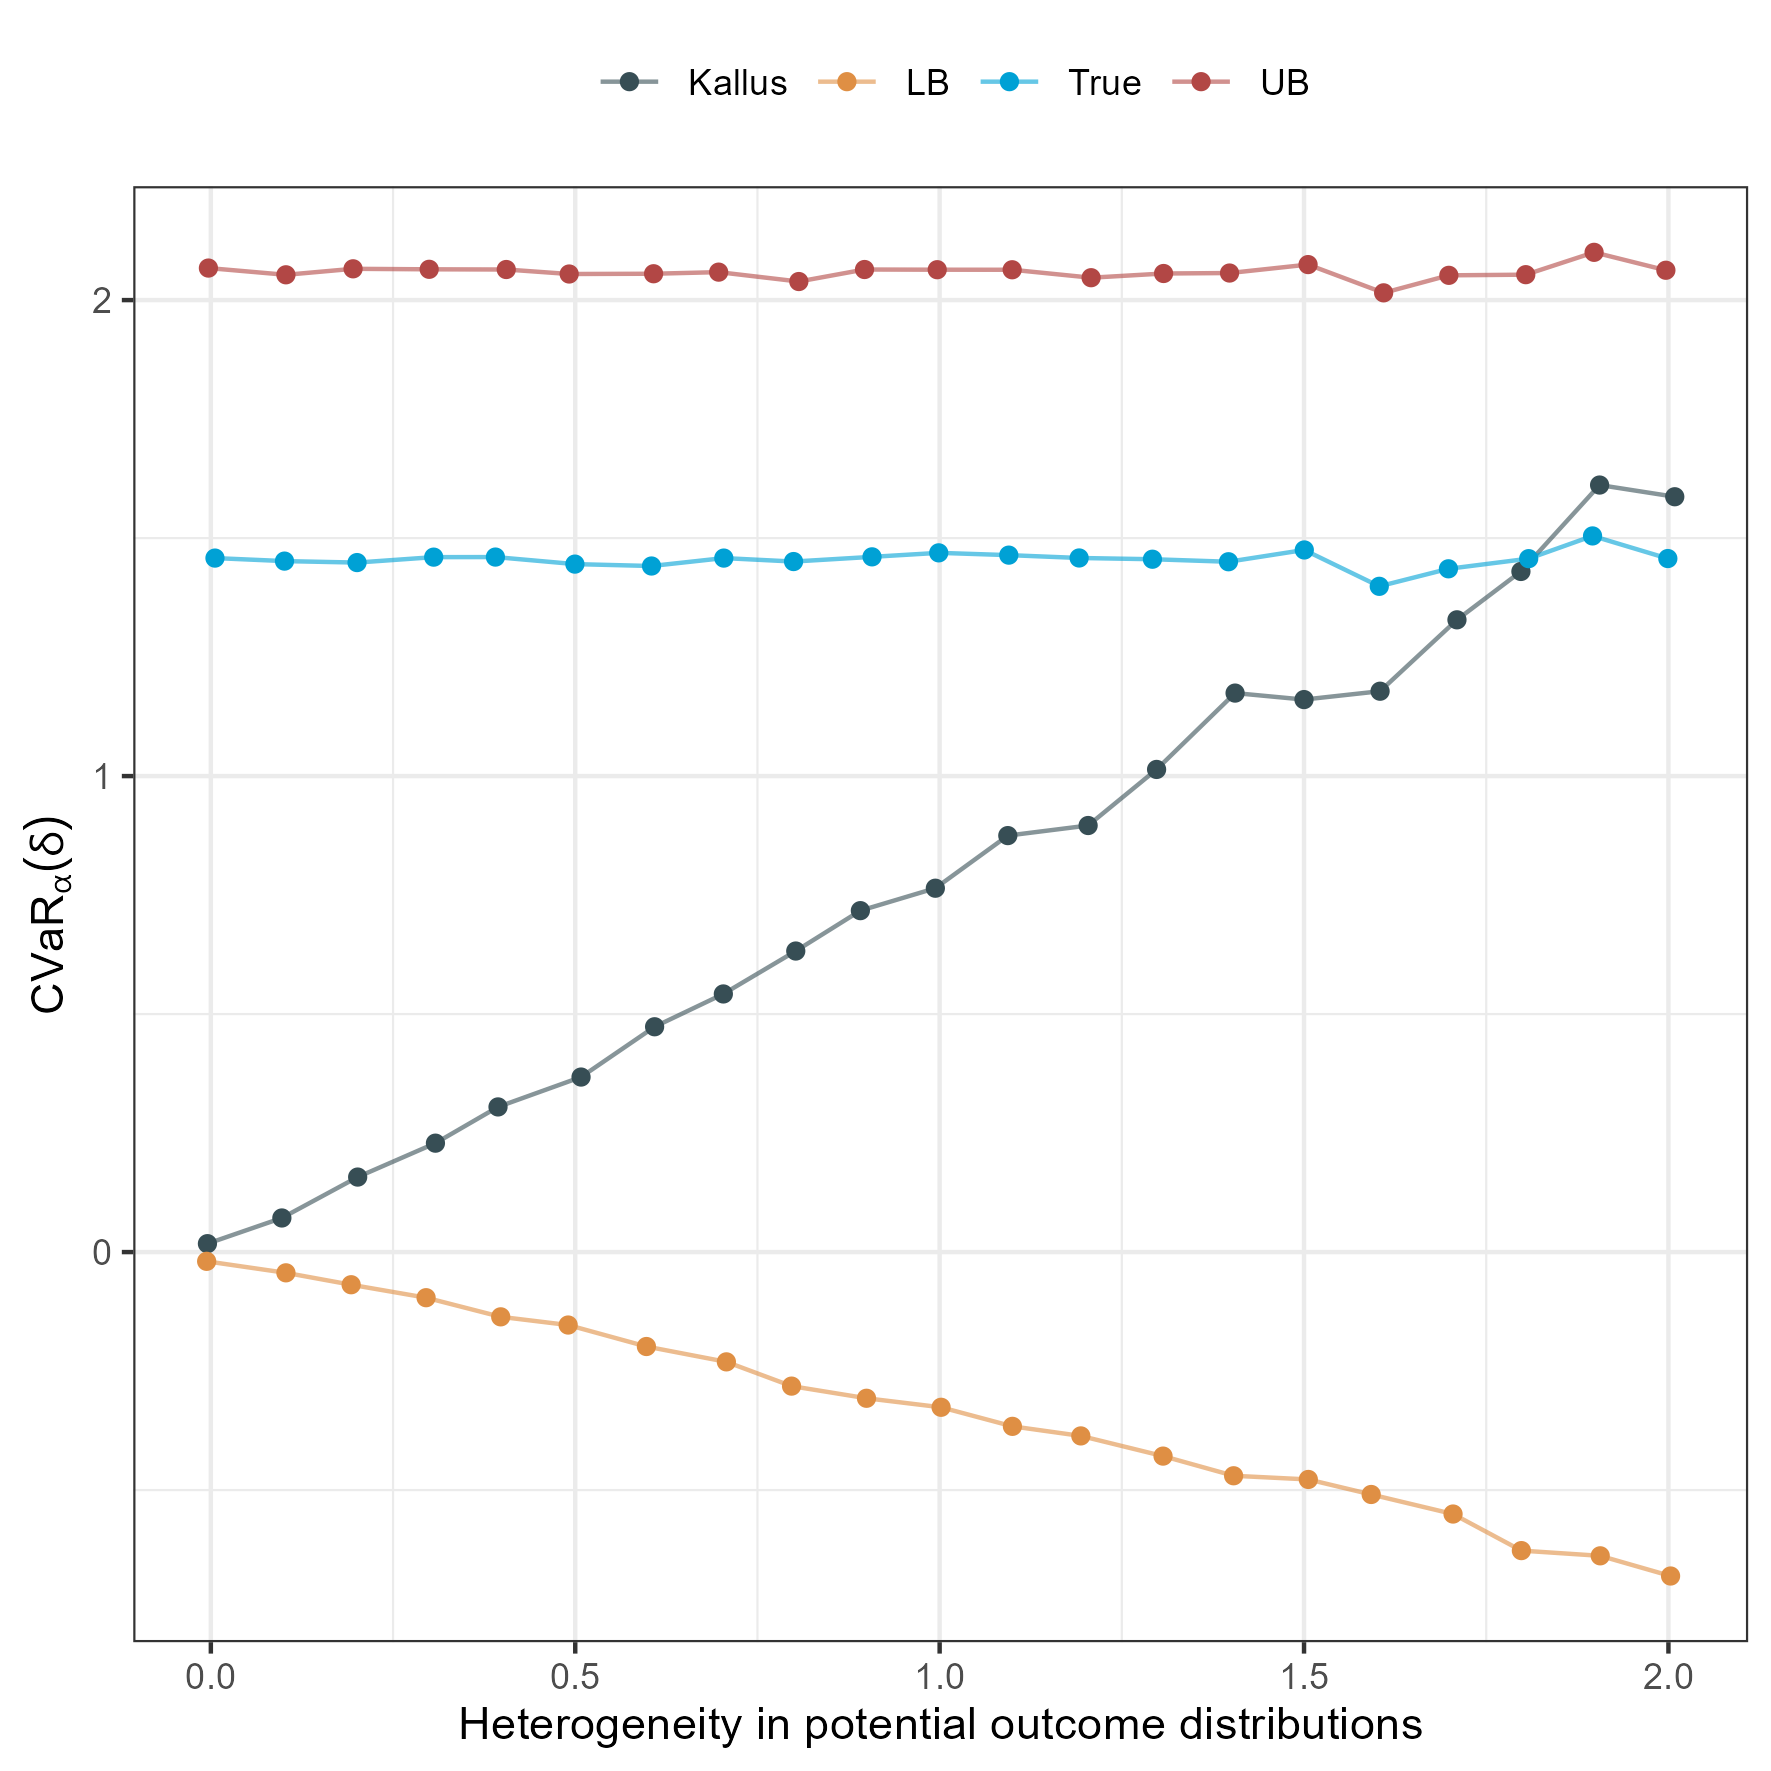 Kallus LB True UB
2
1
0
CVaRα(δ)
0.0 0.5 1.0 1.5 2.0
Heterogeneity in potential outcome distributions